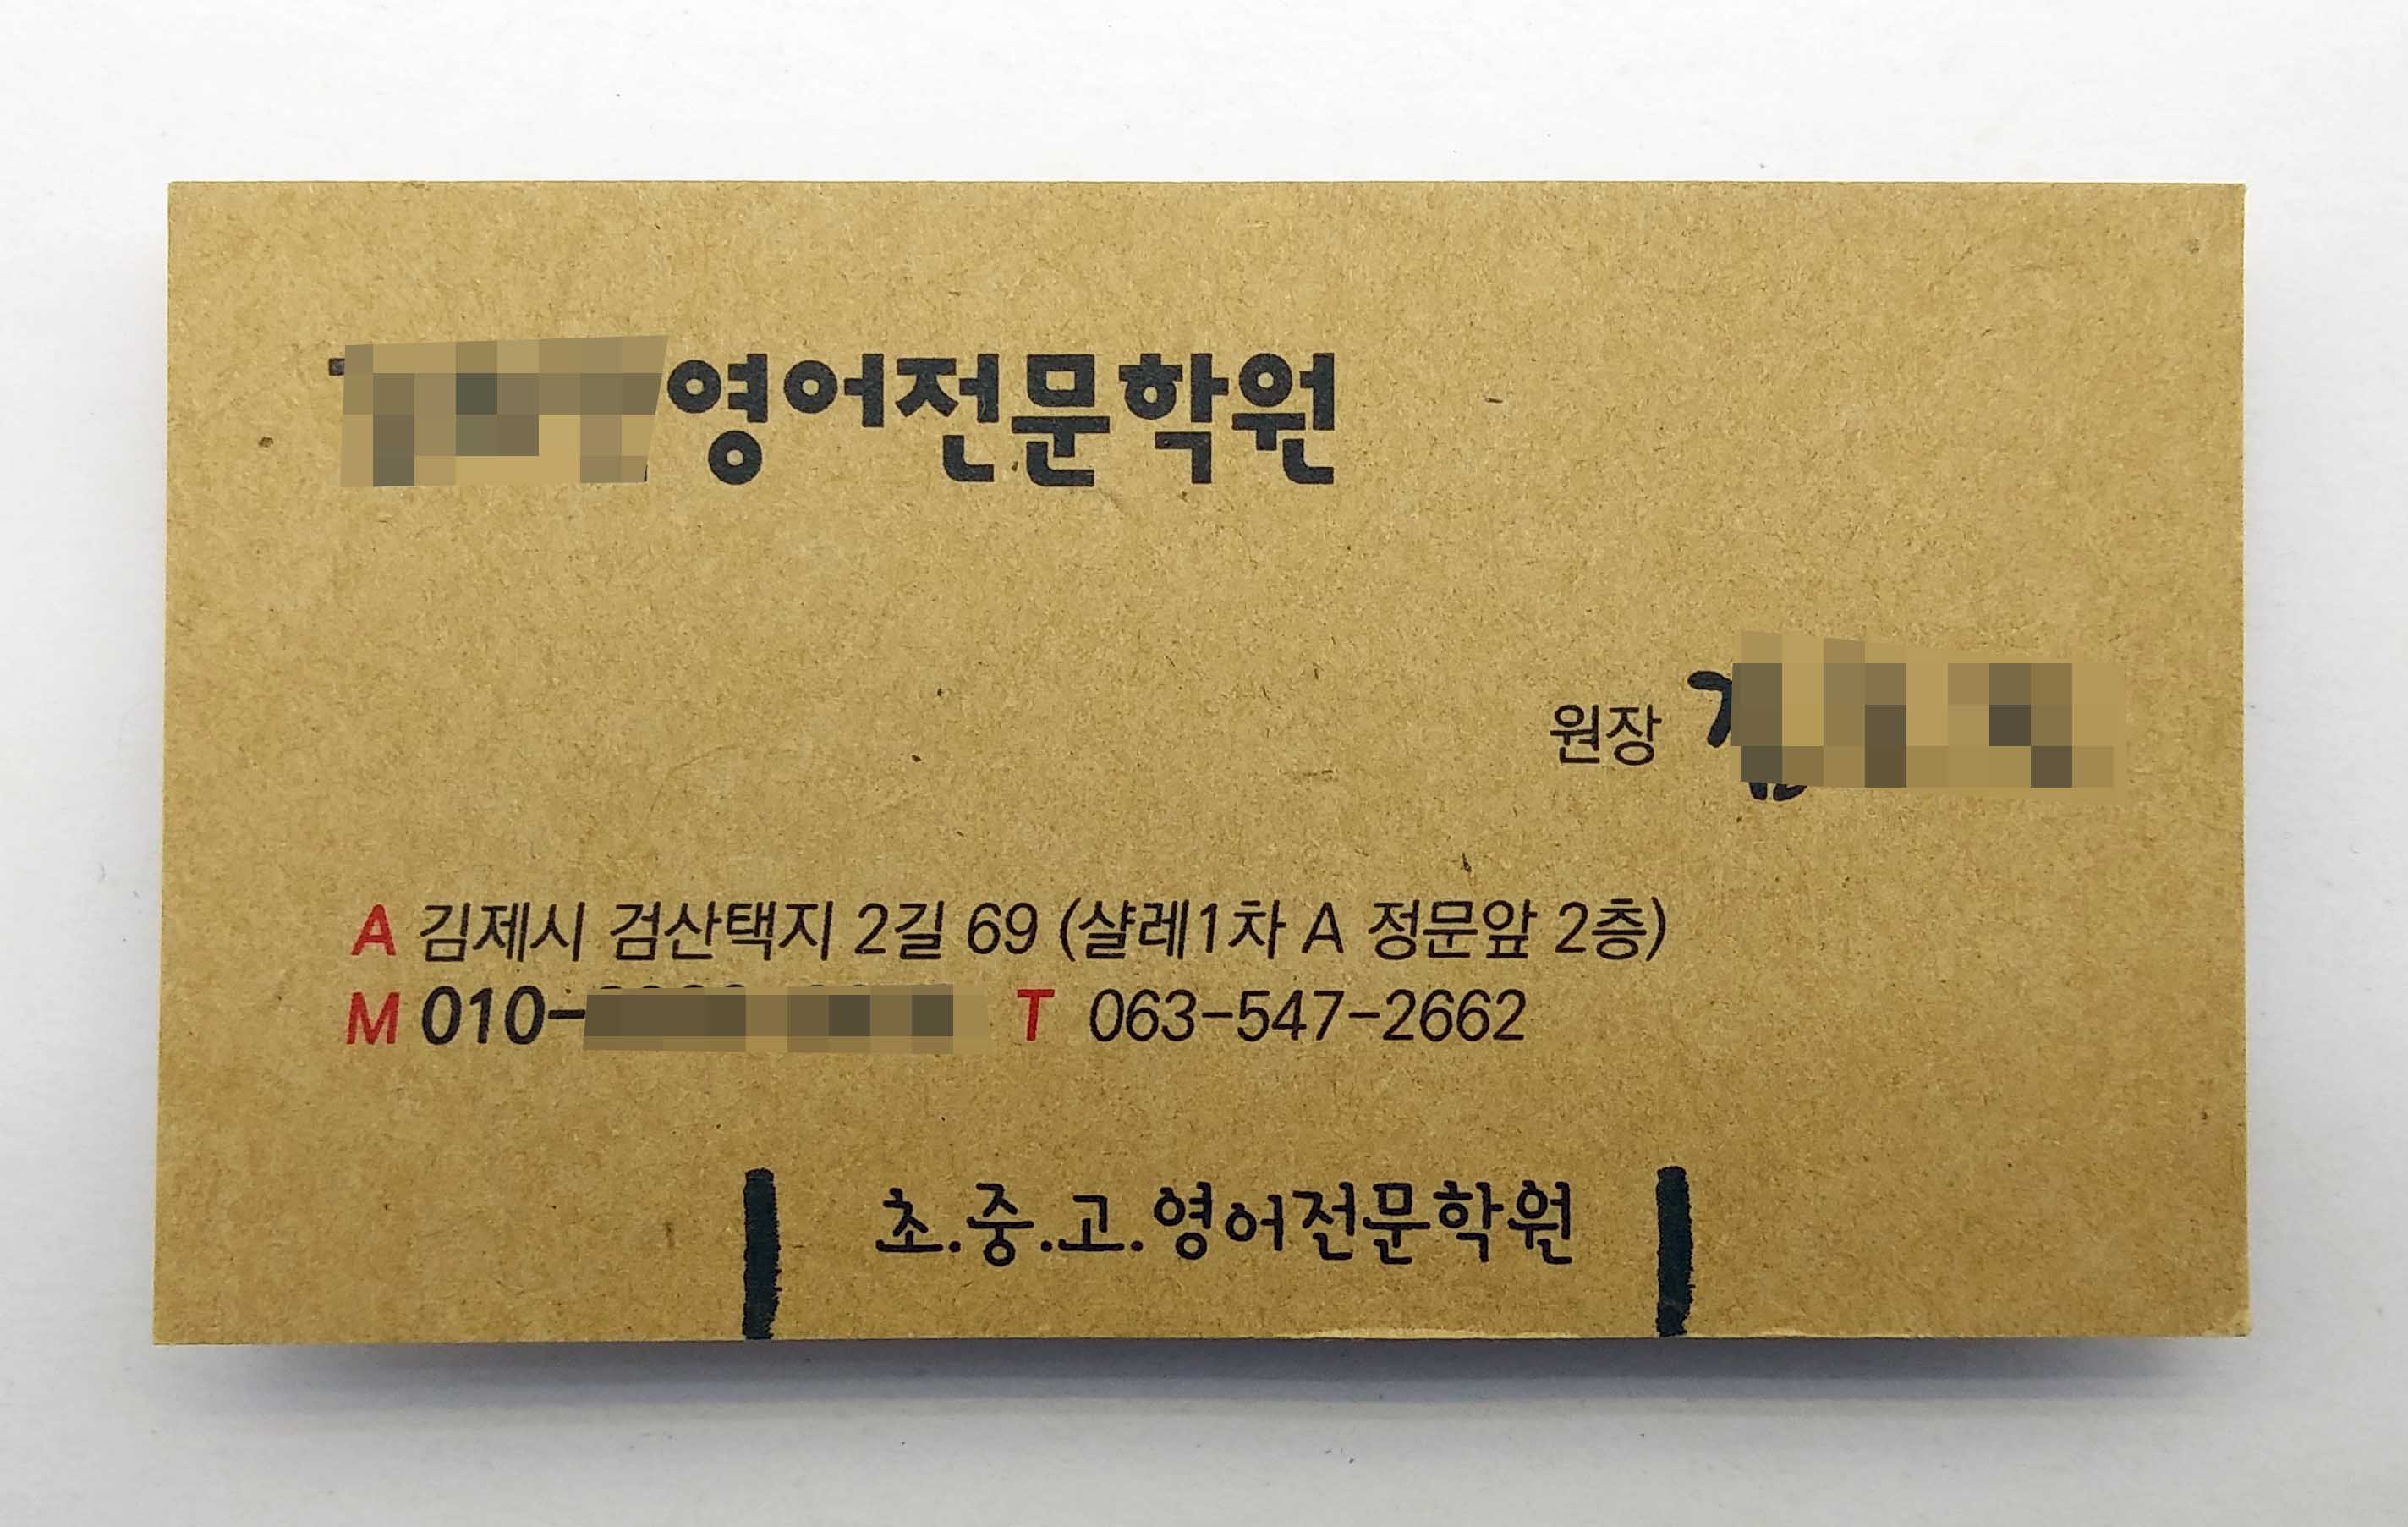 영어전문학원
원장
A 김제시 검산택지 2길 69 (샬레1차 A 정문앞 2층)
M 010- T 063-547-2662
초.중.고.영어전문학원